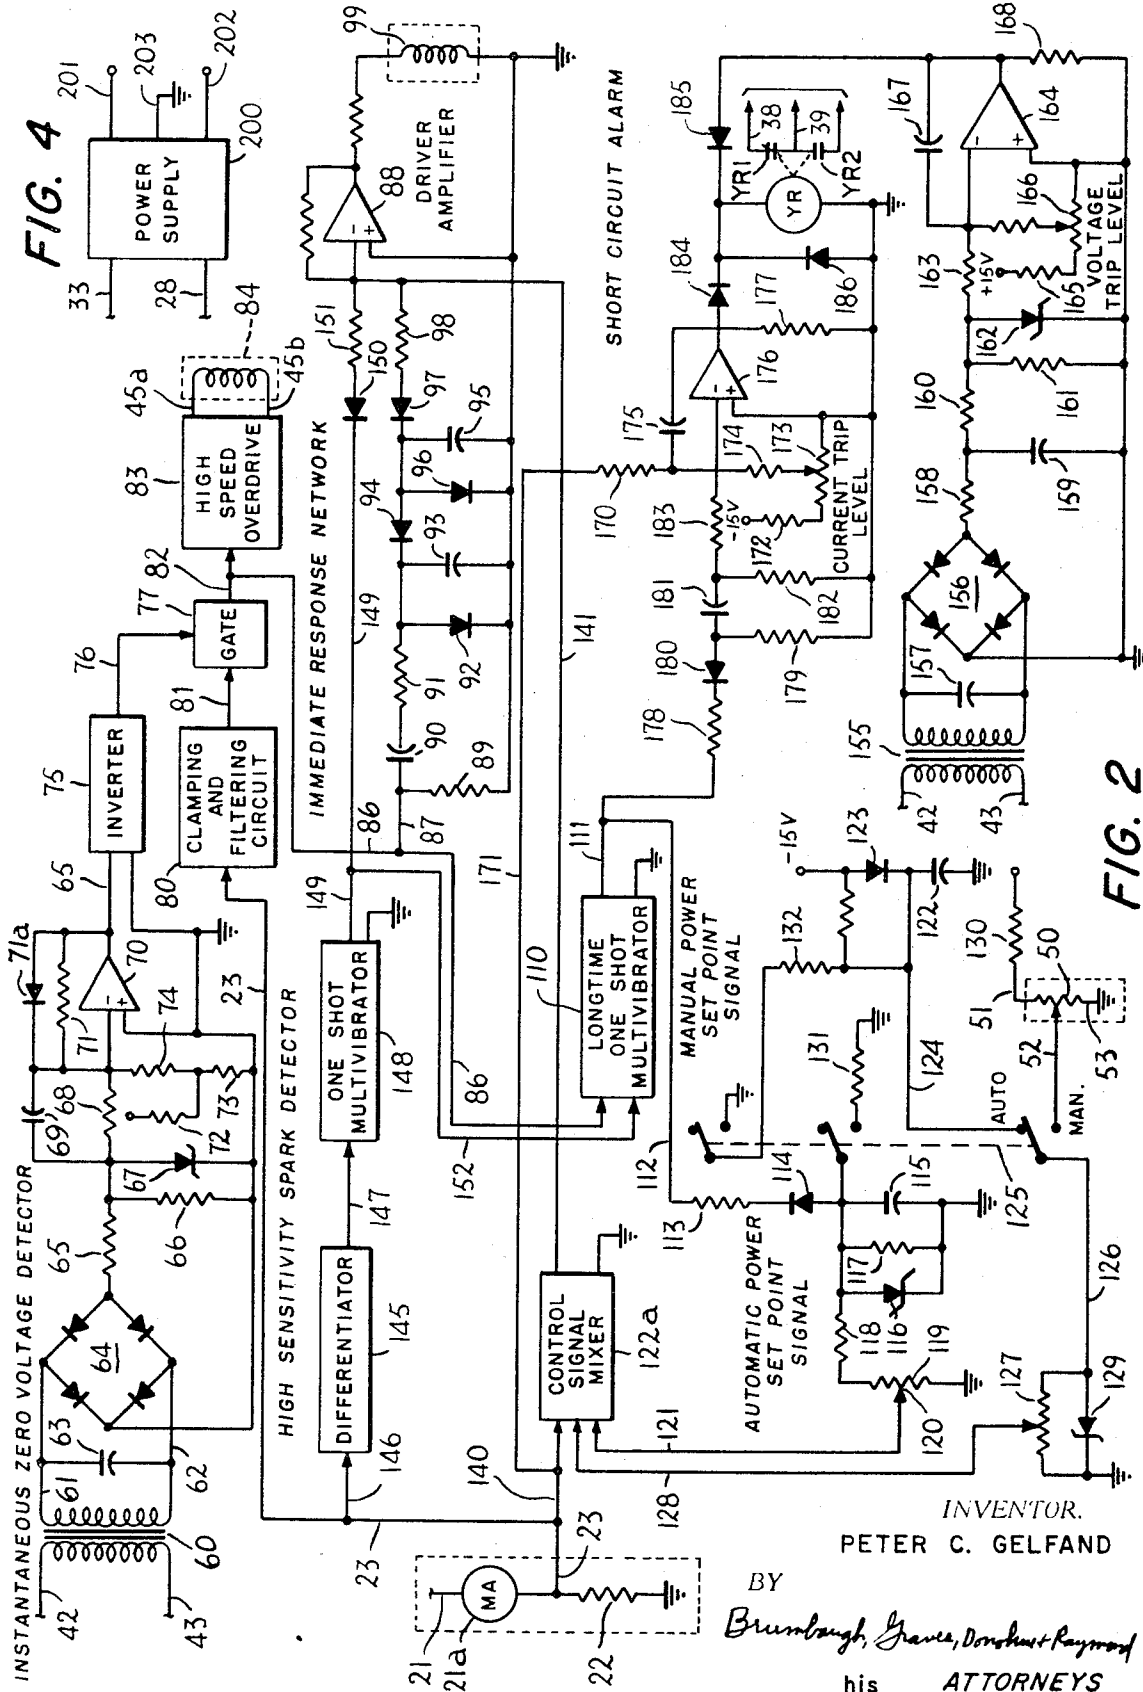 FIG. 4
201
203
202
POWER
SUPPLY
200
33
28
INSTANTANEOUS ZERO VOLTAGE DETECTOR
42
43
60
61
62
63
64
65
66
67
68
69'
70
71
71a
72
73
74
65
INVERTER
75
76
77
GATE
80
CLAMPING
AND
FILTERING
CIRCUIT
81
82
83
HIGH
SPEED
OVERDRIVE
45a
45b
84
23
HIGH SENSITIVITY SPARK DETECTOR
23
146
DIFFERENTIATOR
145
147
ONE SHOT
MULTIVIBRATOR
148
149
149
152
86
86
87
IMMEDIATE RESPONSE NETWORK
89
90
91
92
93
94
95
96
97
98
150
151
88
DRIVER
AMPLIFIER
99
141
171
21
21a
MA
22
23
140
CONTROL
SIGNAL
MIXER
122a
121
128
110
LONGTIME
ONE SHOT
MULTIVIBRATOR
111
112
113
114
115
116
117
118
119
120
AUTOMATIC POWER
SET POINT
SIGNAL
MANUAL POWER
SET POINT
SIGNAL
131
132
-15V
123
122
124
125
AUTO
MAN.
126
127
129
130
50
51
52
53
SHORT CIRCUIT ALARM
170
172
173
174
175
176
177
178
179
180
181
182
183
-15V
CURRENT TRIP
LEVEL
184
185
186
YR
YR1
YR2
38
39
42
43
155
156
157
158
159
160
161
162
163
+15V
164
165
166
167
168
VOLTAGE
TRIP LEVEL
FIG. 2
INVENTOR.
PETER C. GELFAND
BY
Brumbaugh, Graves, Donohue & Raymond
his ATTORNEYS